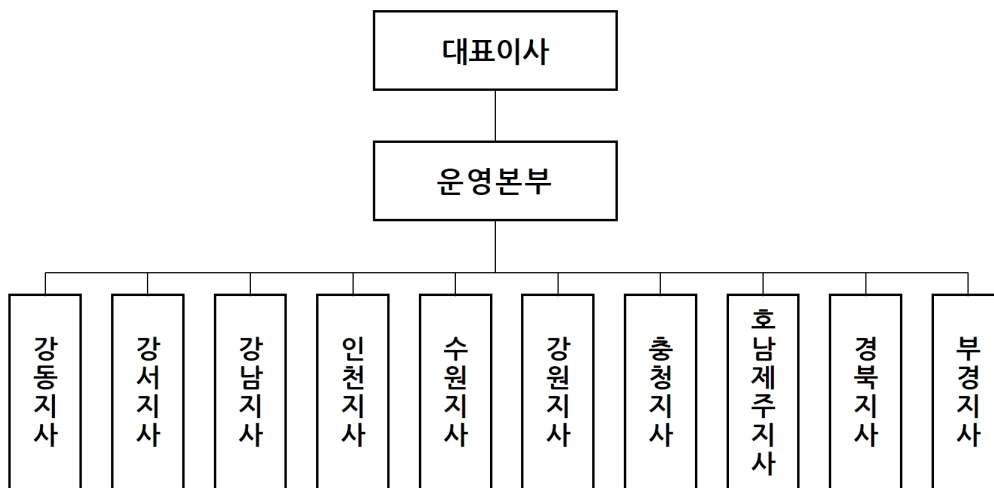 대표이사
운영본부
강동지사
강서지사
강남지사
인천지사
수원지사
강원지사
충청지사
호남제주지사
경북지사
부경지사